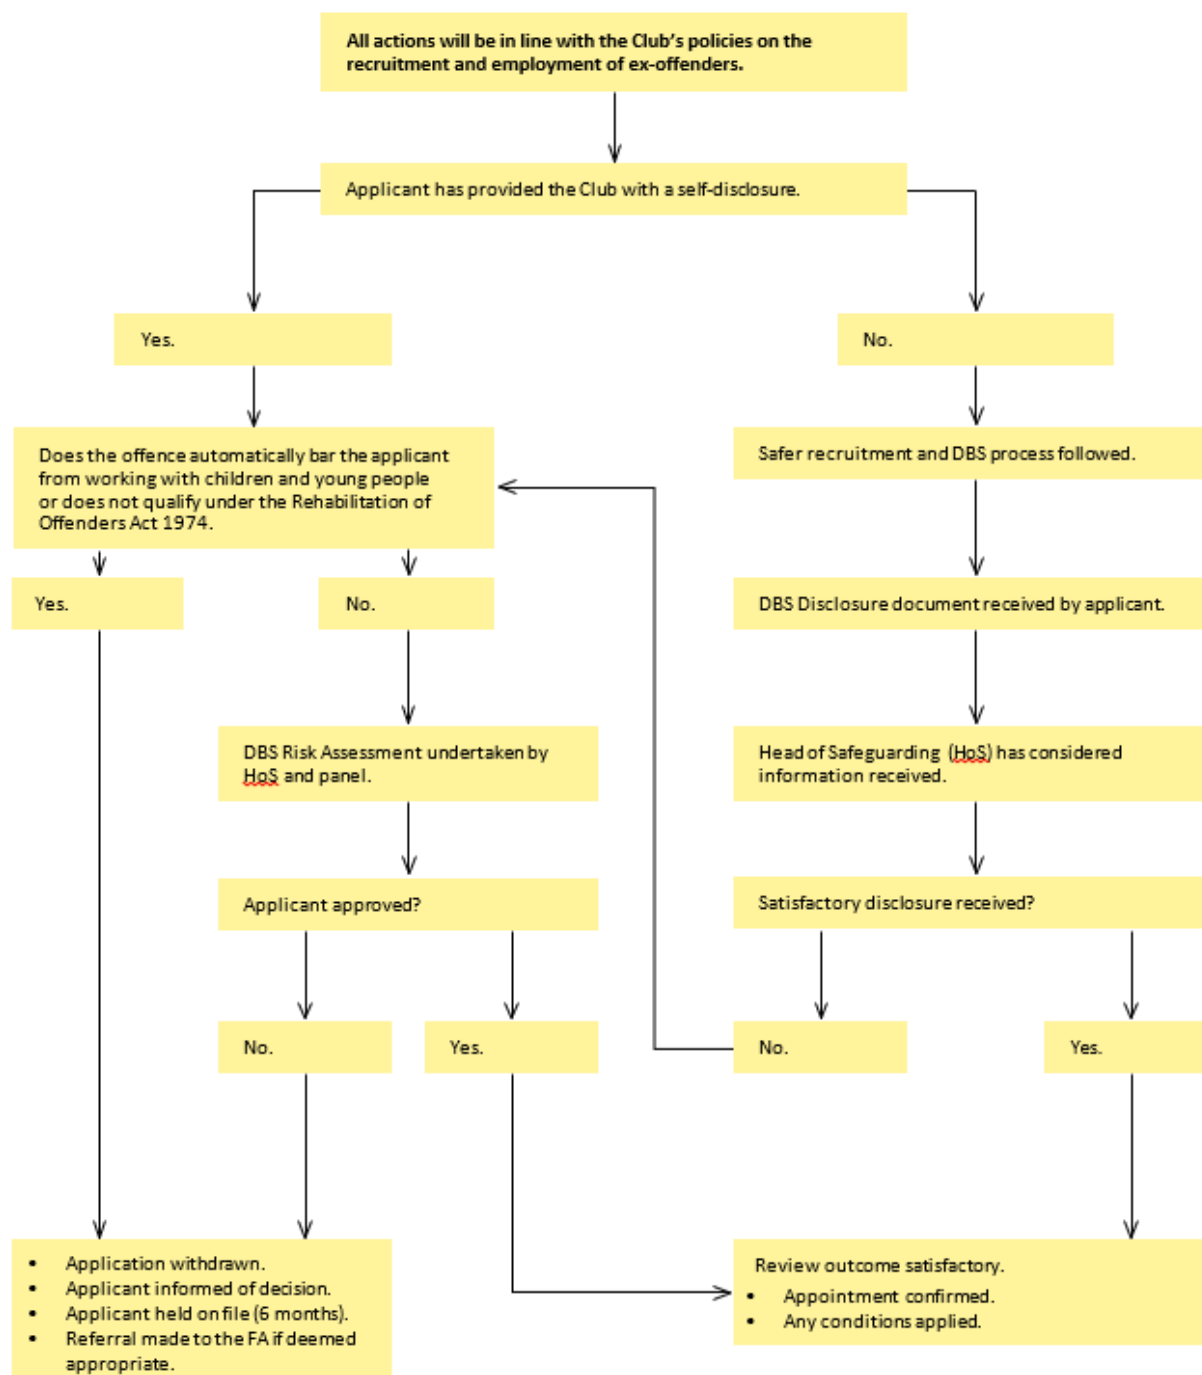 All actions will be in line with the Club's policies on the
recruitment and employment of ex-offenders.
Applicant has provided the Club with a self-disclosure.
Yes.
No.
Does the offence automatically bar the applicant
from working with children and young people
or does not qualify under the Rehabilitation of
Offenders Act 1974.
Safer recruitment and DBS process followed.
Yes.
No.
DBS Disclosure document received by applicant.
DBS Risk Assessment undertaken by
HoS and panel.
Head of Safeguarding (HoS) has considered
information received.
Applicant approved?
Satisfactory disclosure received?
No.
Yes.
No.
Yes.
• Application withdrawn.
• Applicant informed of decision.
• Applicant held on file (6 months).
• Referral made to the FA if deemed
appropriate.
Review outcome satisfactory.
• Appointment confirmed.
• Any conditions applied.